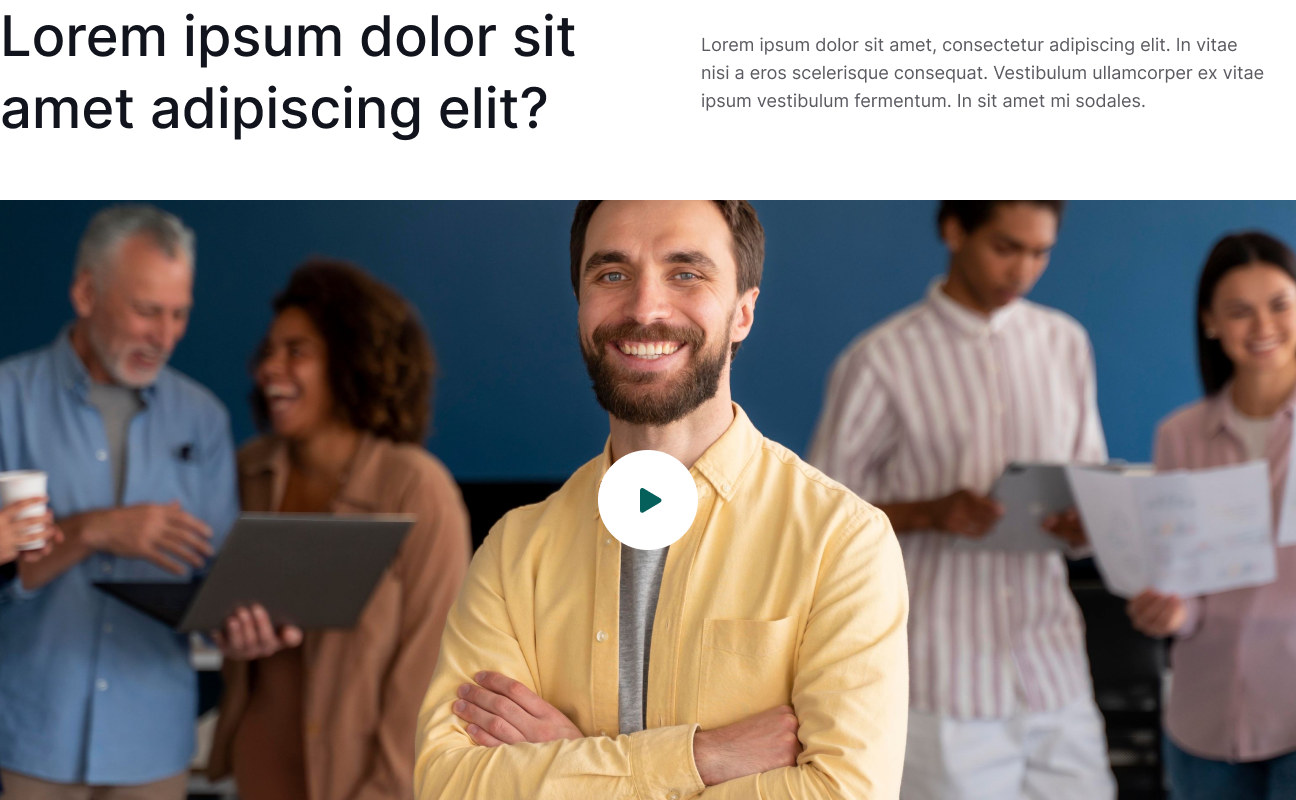 Lorem ipsum dolor sit
amet adipiscing elit?
Lorem ipsum dolor sit amet, consectetur adipiscing elit. In vitae
nisi a eros scelerisque consequat. Vestibulum ullamcorper ex vitae
ipsum vestibulum fermentum. In sit amet mi sodales.